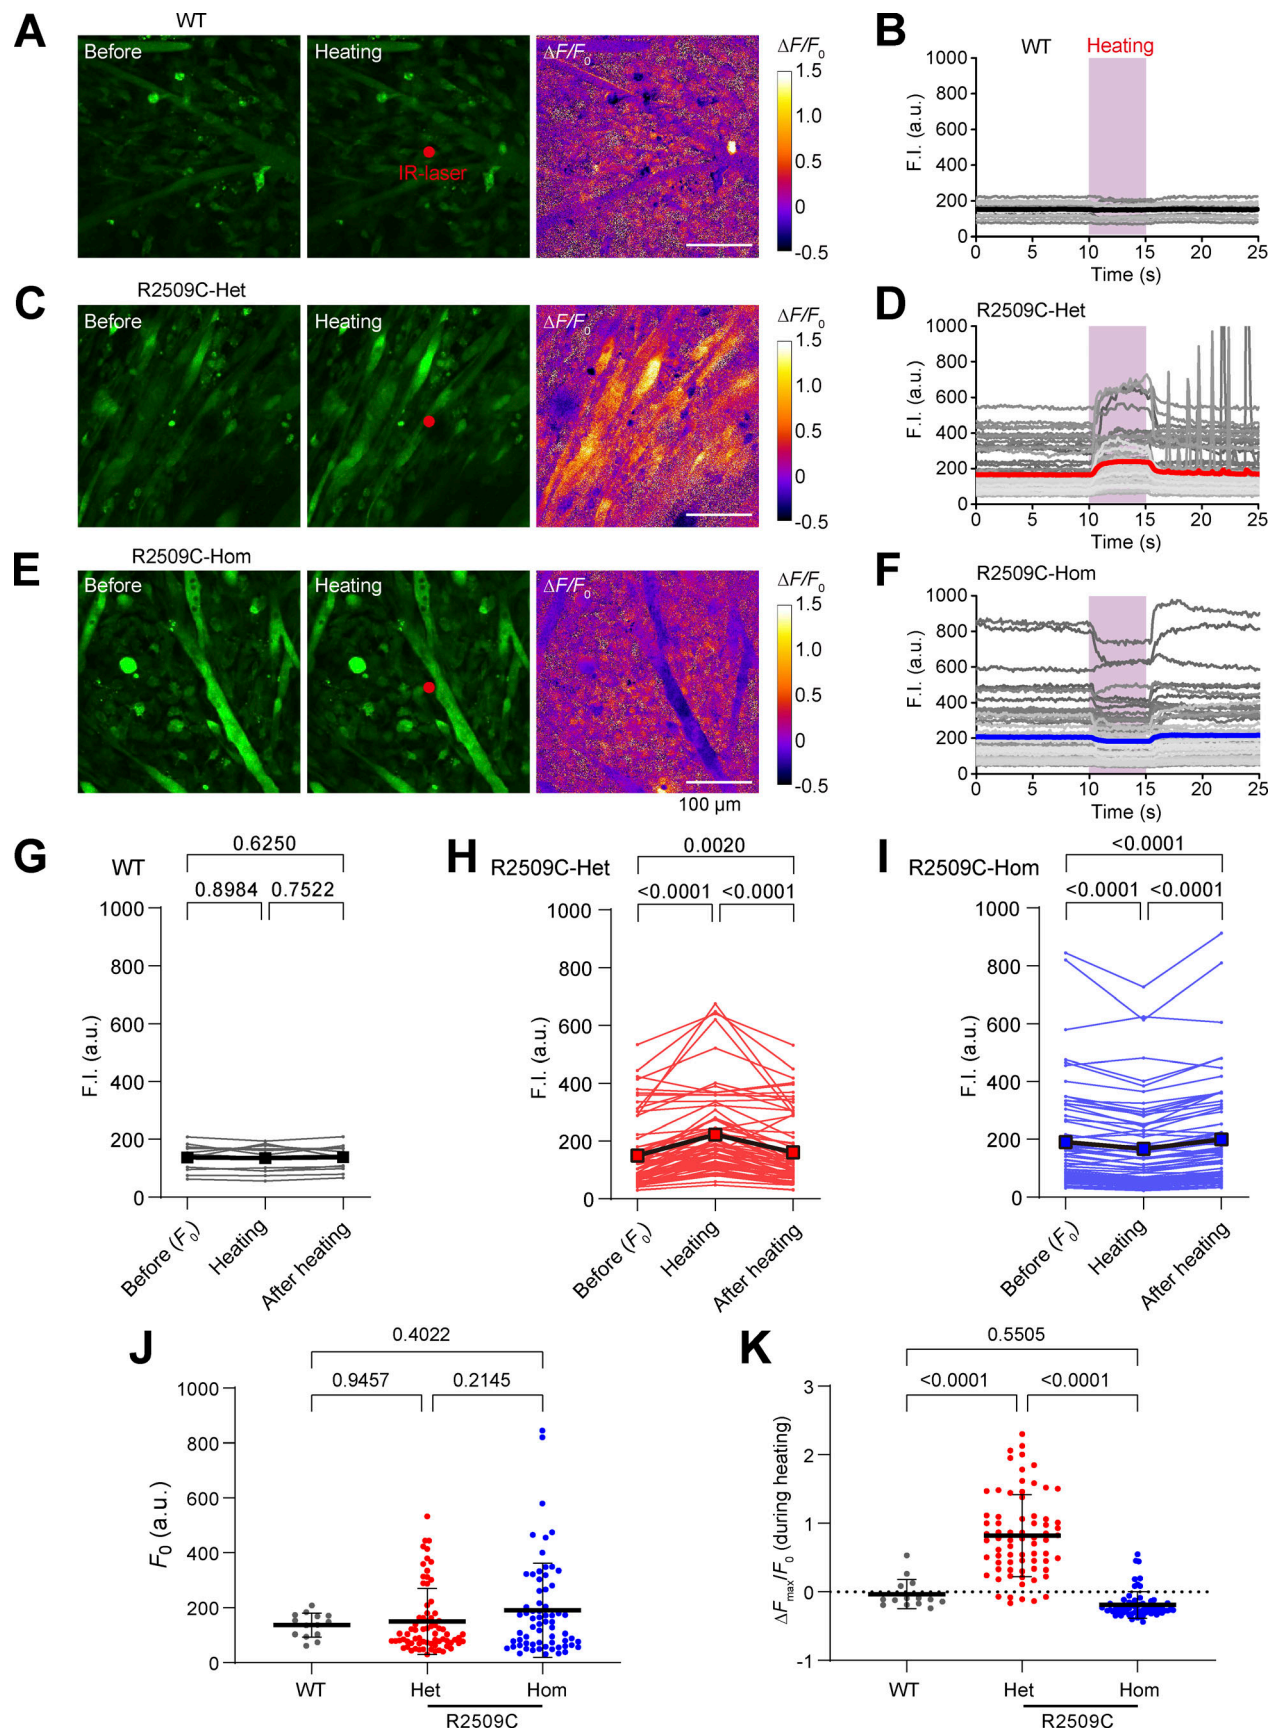 A
WT
Before
Heating
IR-laser
ΔF/F0
ΔF/F0
1.5
1.0
0.5
0
-0.5
B
WT
Heating
F.I. (a.u.)
1000
800
600
400
200
0
0 5 10 15 20 25
Time (s)
C
R2509C-Het
Before
Heating
ΔF/F0
ΔF/F0
1.5
1.0
0.5
0
-0.5
D
R2509C-Het
F.I. (a.u.)
1000
800
600
400
200
0
0 5 10 15 20 25
Time (s)
E
R2509C-Hom
Before
Heating
ΔF/F0
ΔF/F0
1.5
1.0
0.5
0
-0.5
100 µm
F
R2509C-Hom
F.I. (a.u.)
1000
800
600
400
200
0
0 5 10 15 20 25
Time (s)
G
WT
0.6250
0.8984 0.7522
F.I. (a.u.)
1000
800
600
400
200
0
Before (F0)
Heating
After heating
H
R2509C-Het
0.0020
<0.0001 <0.0001
F.I. (a.u.)
1000
800
600
400
200
0
Before (F0)
Heating
After heating
I
R2509C-Hom
<0.0001
<0.0001 <0.0001
F.I. (a.u.)
1000
800
600
400
200
0
Before (F0)
Heating
After heating
J
0.4022
0.9457 0.2145
F0 (a.u.)
1000
800
600
400
200
0
WT Het Hom
R2509C
K
0.5505
<0.0001 <0.0001
ΔFmax/F0 (during heating)
3
2
1
0
-1
WT Het Hom
R2509C